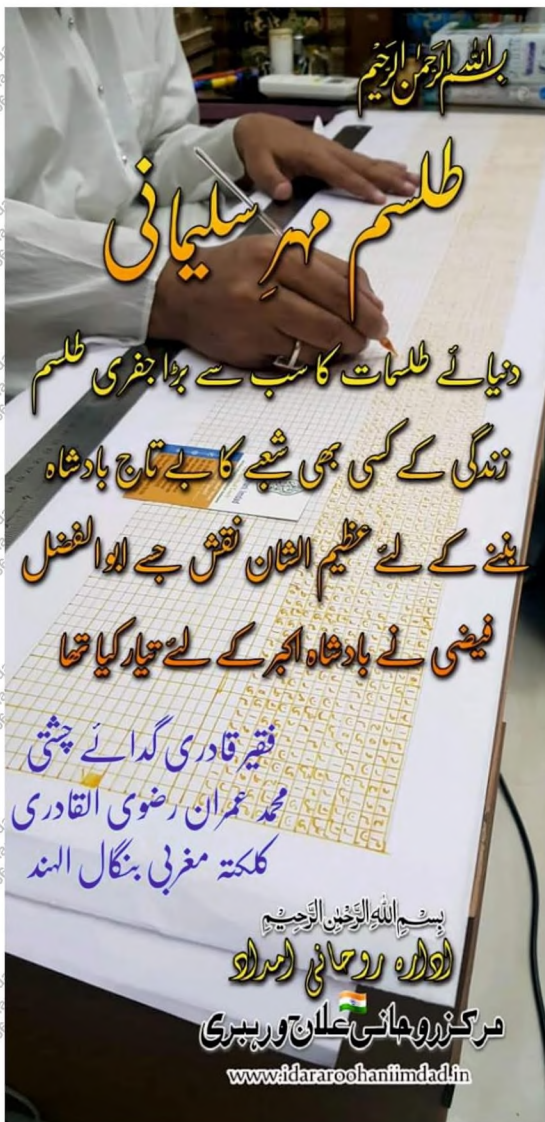 بسم اللہ الرحمٰن الرحیم
طلسم مہرِ سلیمانی
دنیائے طلسمات کا سب سے بڑا جفری طلسم
زندگی کے کسی بھی شعبے کا بے تاج بادشاہ
بننے کے لئے عظیم الشان نقش جسے ابوالفضل
فیضی نے بادشاہ اکبر کے لئے تیار کیا تھا
فقیر قادری گدائے چشتی
محمد عمران رضوی القادری
کلکتہ مغربی بنگال الہند
بِسْمِ اللهِ الرَّحْمٰنِ الرَّحِيْمِ
ادارہ روحانی امداد
مرکز روحانی علاج و رہبری
www.idararoohaniimdad.in